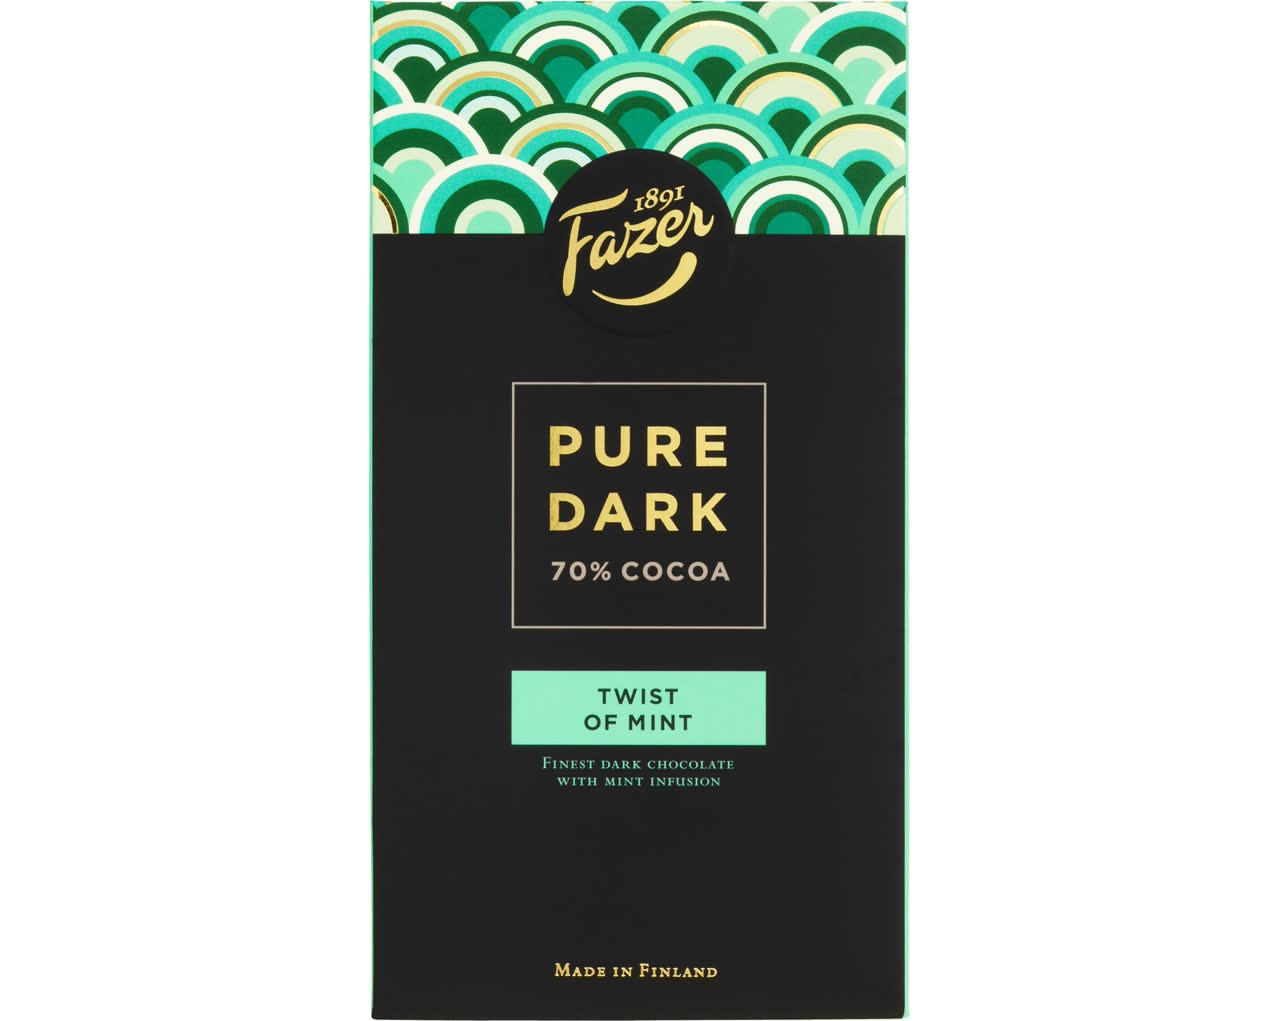 1891
Fazer
PURE
DARK
70% COCOA
TWIST
OF MINT
FINEST DARK CHOCOLATE
WITH MINT INFUSION
MADE IN FINLAND